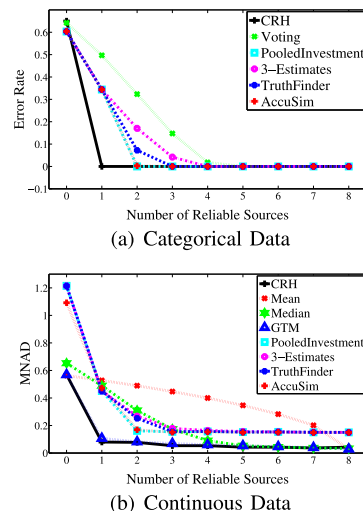 CRH
Voting
PooledInvestment
3−Estimates
TruthFinder
AccuSim
0.6
0.5
0.4
0.3
0.2
0.1
0
−0.1
Error Rate
0 1 2 3 4 5 6 7 8
Number of Reliable Sources
(a) Categorical Data
CRH
Mean
Median
GTM
PooledInvestment
3−Estimates
TruthFinder
AccuSim
1.2
1
0.8
0.6
0.4
0.2
0
MNAD
0 1 2 3 4 5 6 7 8
Number of Reliable Sources
(b) Continuous Data